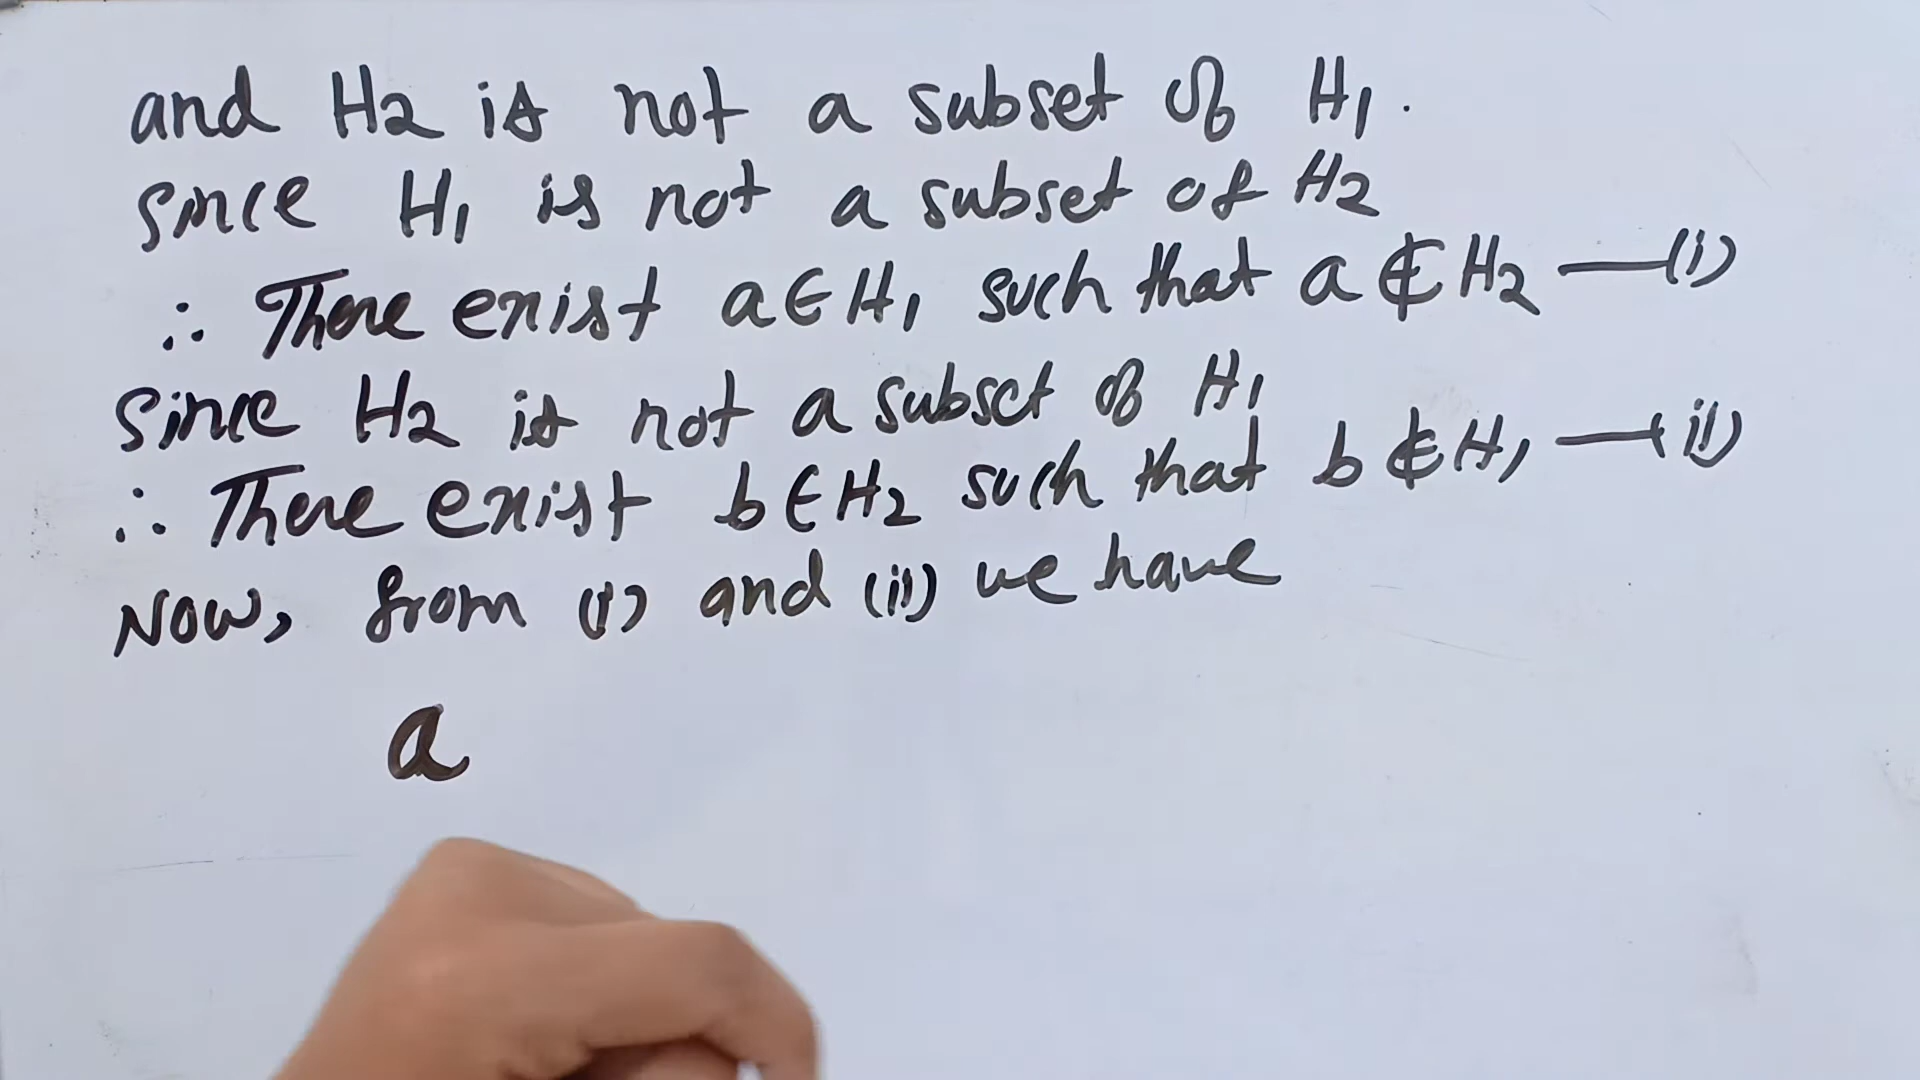 and H2 is not a subset of H1.
since H1 is not a subset of H2
∴ There exist a∈H1 such that a∉H2 —(i)
Since H2 is not a subset of H1
∴ There exist b∈H2 such that b∉H1 —(ii)
Now, from (i) and (ii) we have
a